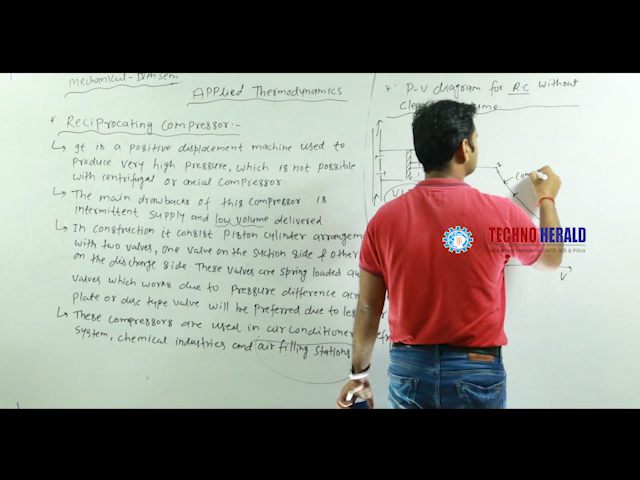 Mechanical - IVth sem
Applied Thermodynamics
* Reciprocating Compressor:-
↳ It is a positive displacement machine used to
produce very high pressure, which is not possible
with centrifugal or axial compressor.
↳ The main drawbacks of this compressor is
intermittent supply and low volume delivered.
↳ In construction it consist piston cylinder arrangem
with two valves, one valve on the suction side & other
on the discharge side. These valves are spring loaded
valves which works due to pressure difference
plate or disc type valve will be preferred due to
↳ These compressors are used in air conditioner
system, chemical industries and air filling stations
* P-V diagram for RC without
Com
V
TECHNO HERALD